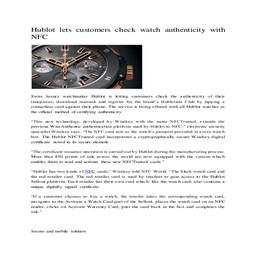 Hublot lets customers check watch authenticity with
NFC
Swiss luxury watchmaker Hublot is letting customers check the authenticity of their
timepieces, download manuals and register for the brand's Hublotista Club by tapping a
contactless card against their phone. The service is being offered with all Hublot watches as
the official method of certifying authenticity.
"This new technology, developed by Wisekey with the name NFCTrusted, extends the
previous WiseAuthentic authentication platform used by Hublot to NFC," electronic security
specialist Wisekey says. "The NFC card acts as the watch's passport provided in every watch
box. The Hublot NFCTrusted card incorporates a cryptographically secure Wisekey digital
certificate stored in its secure element.
"The certificate issuance operation is carried out by Hublot during the manufacturing process.
More than 850 points of sale across the world are now equipped with the system which
enables them to read and activate these new NFCTrusted cards."
"Hublot has two kinds of NFC cards," Wisekey told NFC World. "The black watch card and
the red retailer card. The red retailer card is used by retailers to gain access to the Hublot
Sellout platform. Each retailer has their own card which, like the watch card, also contains a
unique digitally signed certificate.
"If a customer chooses to buy a watch, the retailer takes the corresponding watch card,
navigates to the Activate a Watch Card part of the Sellout, places the watch card on an NFC
reader, clicks on Activate Warranty Card, puts the card back in the box and completes the
sale."
Secure and mobile solution